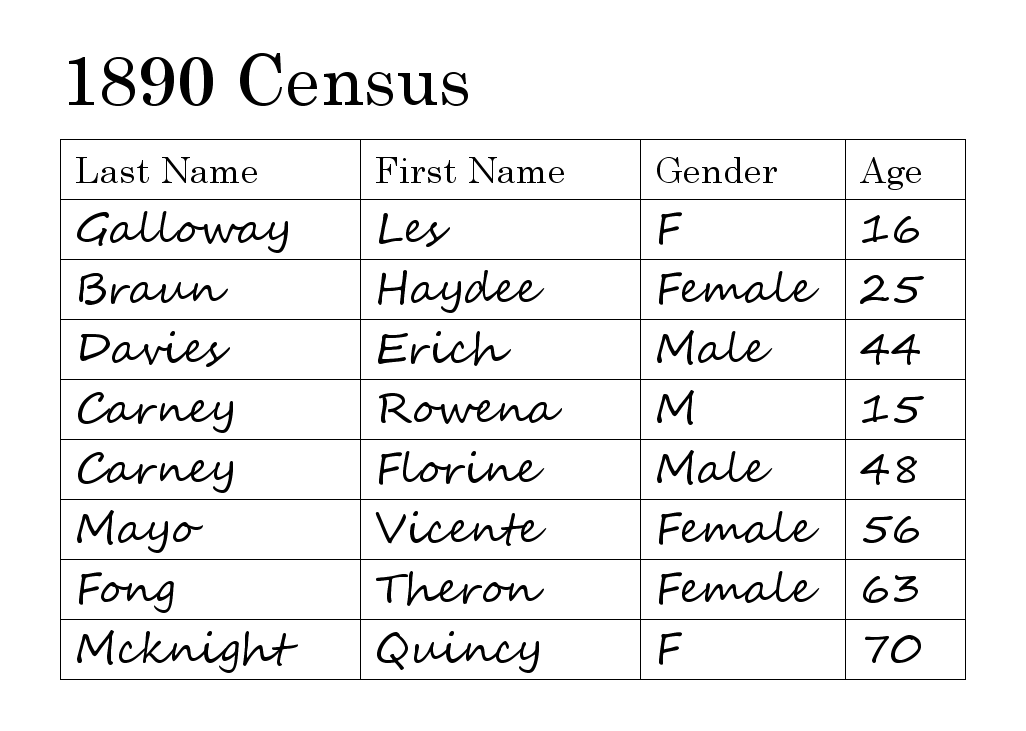 1890 Census
Last Name First Name Gender Age
Galloway Les F 16
Braun Haydee Female 25
Davies Erich Male 44
Carney Rowena M 15
Carney Florine Male 48
Mayo Vicente Female 56
Fong Theron Female 63
Mcknight Quincy F 70